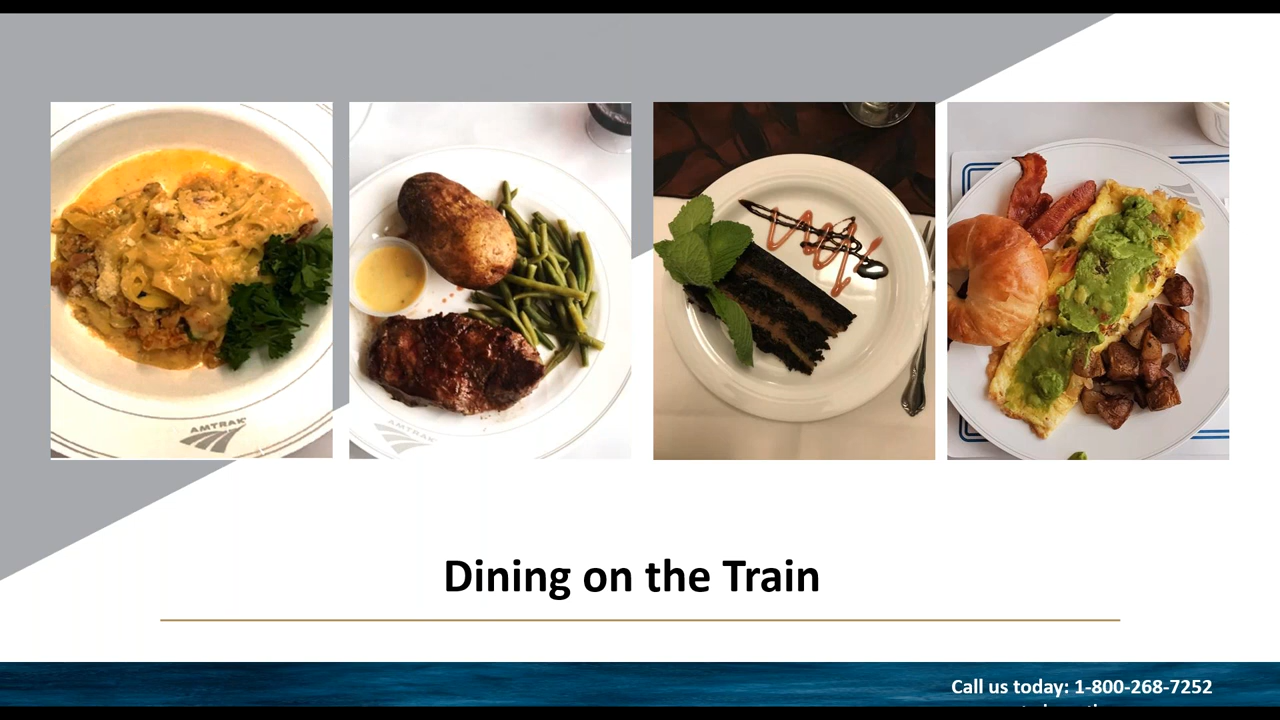 AMTRAK
AMTRAK
Dining on the Train
Call us today: 1-800-268-7252